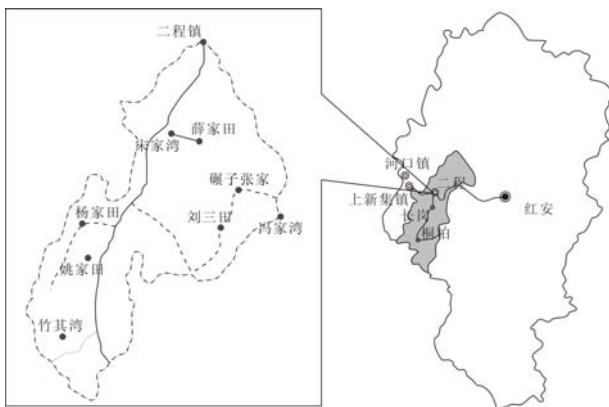 二程镇
薛家田
宋家湾
碾子张家
杨家田
刘三田
冯家湾
姚家田
竹其湾
河口镇
二程
上新集镇
长岗
桐柏
红安